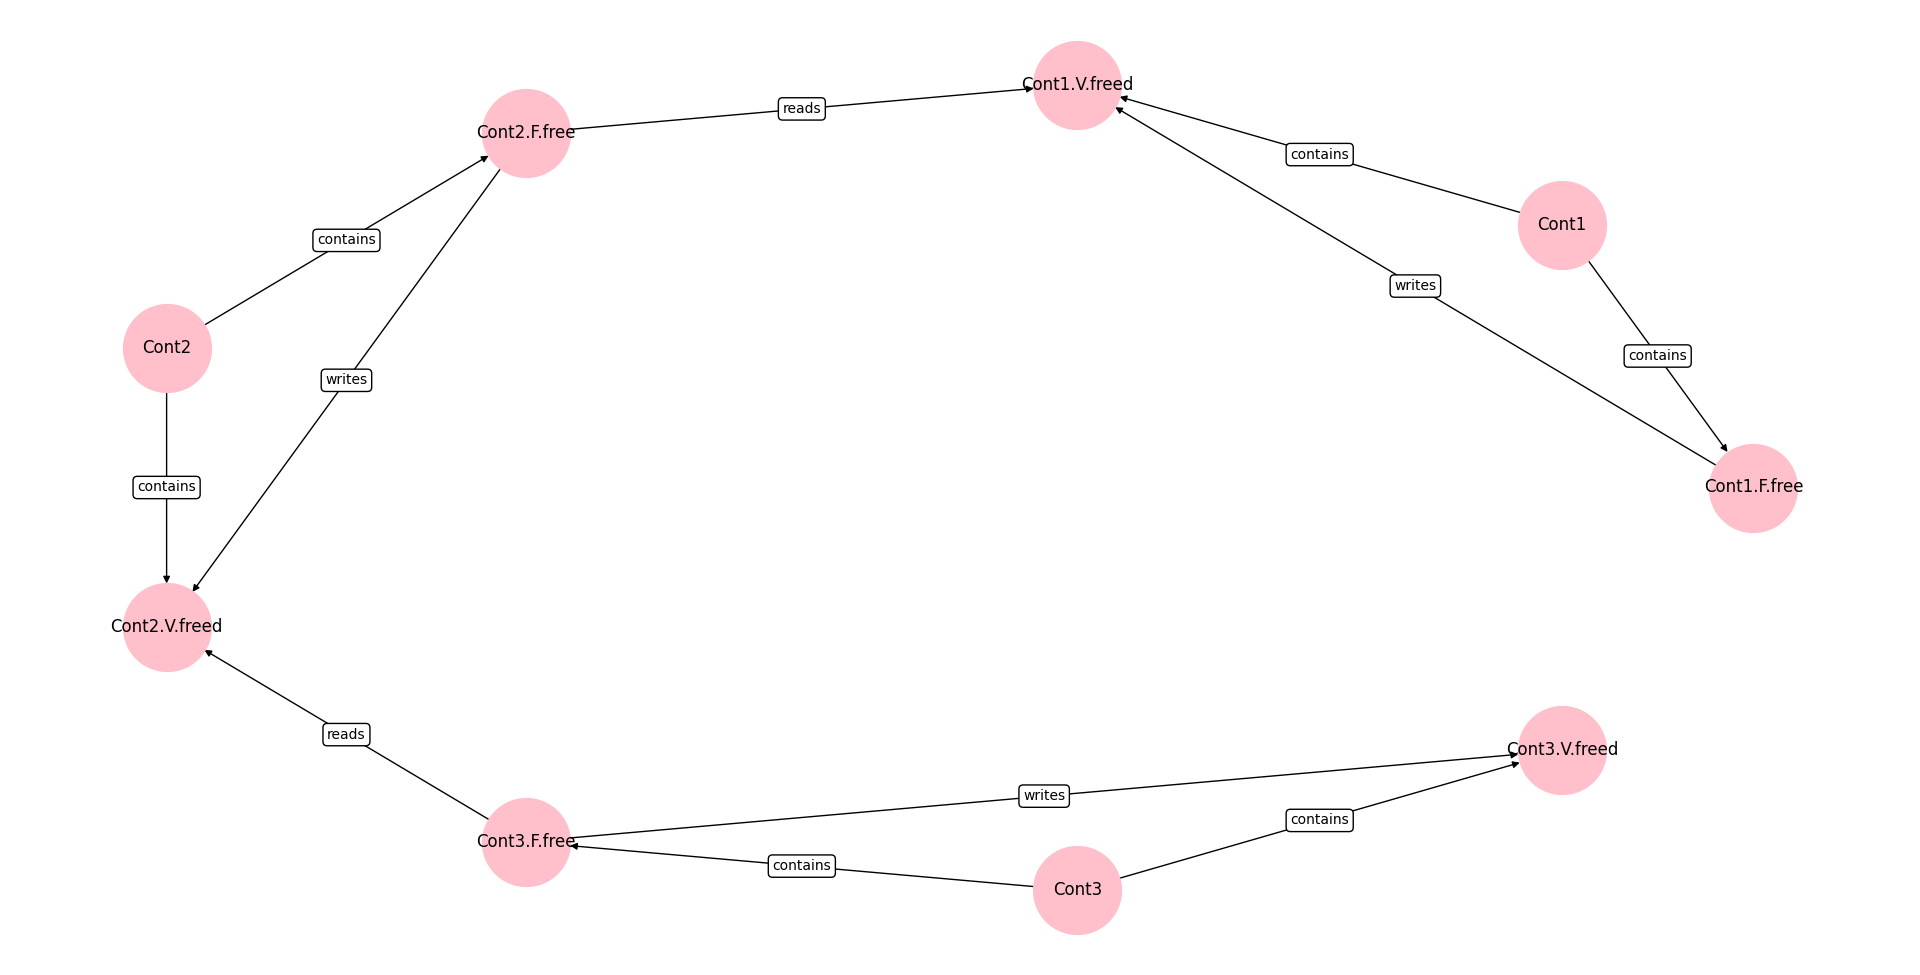 Cont1.V.freed
reads
Cont2.F.free
contains
Cont1
contains
writes
Cont2
contains
writes
contains
Cont1.F.free
Cont2.V.freed
reads
Cont3.V.freed
writes
contains
Cont3.F.free
contains
Cont3